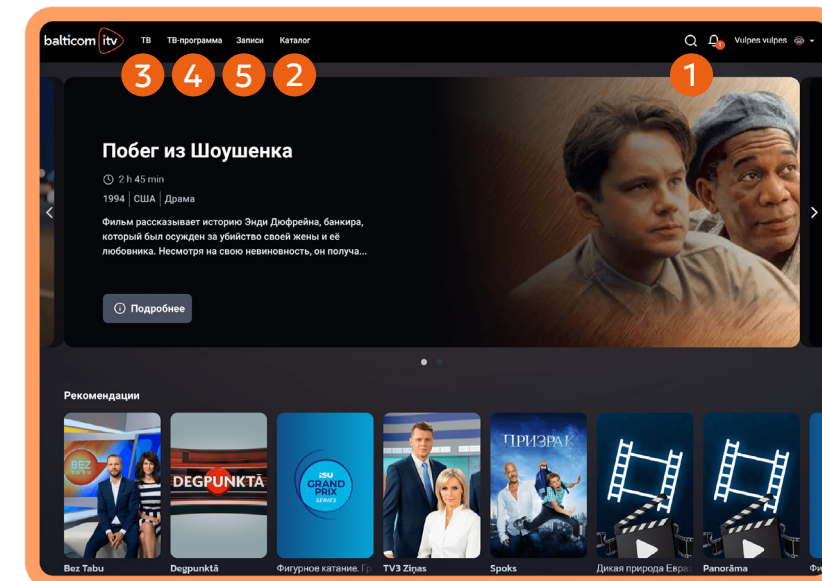 balticom itv
ТВ ТВ-программа Записи Каталог
1
Vulpes vulpes
3 4 5 2 1
Побег из Шоушенка
2 h 45 min
1994 США Драма
Фильм рассказывает историю Энди Дюфрейна, банкира,
который был осужден за убийство своей жены и её
любовника. Несмотря на свою невиновность, он получа...
Подробнее
Рекомендации
BEZ
TABU
DEGPUNKTĀ
ISU
GRAND
PRIX
SERIES
ПРИЗРАК
Bez Tabu Degpunktā Фигурное катание. Гр TV3 Ziņas Spoks Дикая природа Евра Panorāma Фи